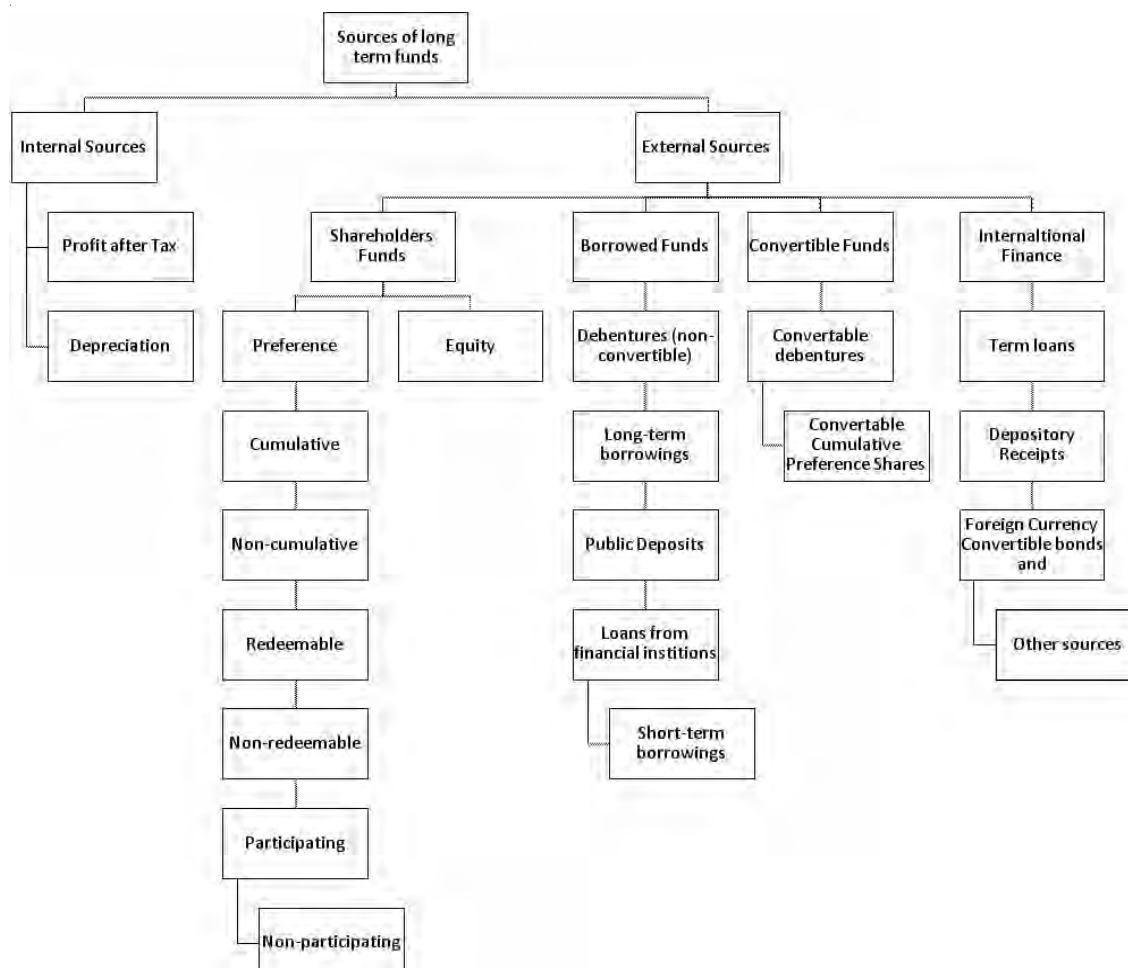 Sources of long
term funds
Internal Sources
External Sources
Profit after Tax
Shareholders
Funds
Borrowed Funds
Convertible Funds
Internaltional
Finance
Depreciation
Preference
Equity
Debentures (non-
convertible)
Convertable
debentures
Term loans
Cumulative
Long-term
borrowings
Convertable
Cumulative
Preference Shares
Depository
Receipts
Non-cumulative
Public Deposits
Foreign Currency
Convertible bonds
and
Redeemable
Loans from
financial institions
Other sources
Non-redeemable
Short-term
borrowings
Participating
Non-participating